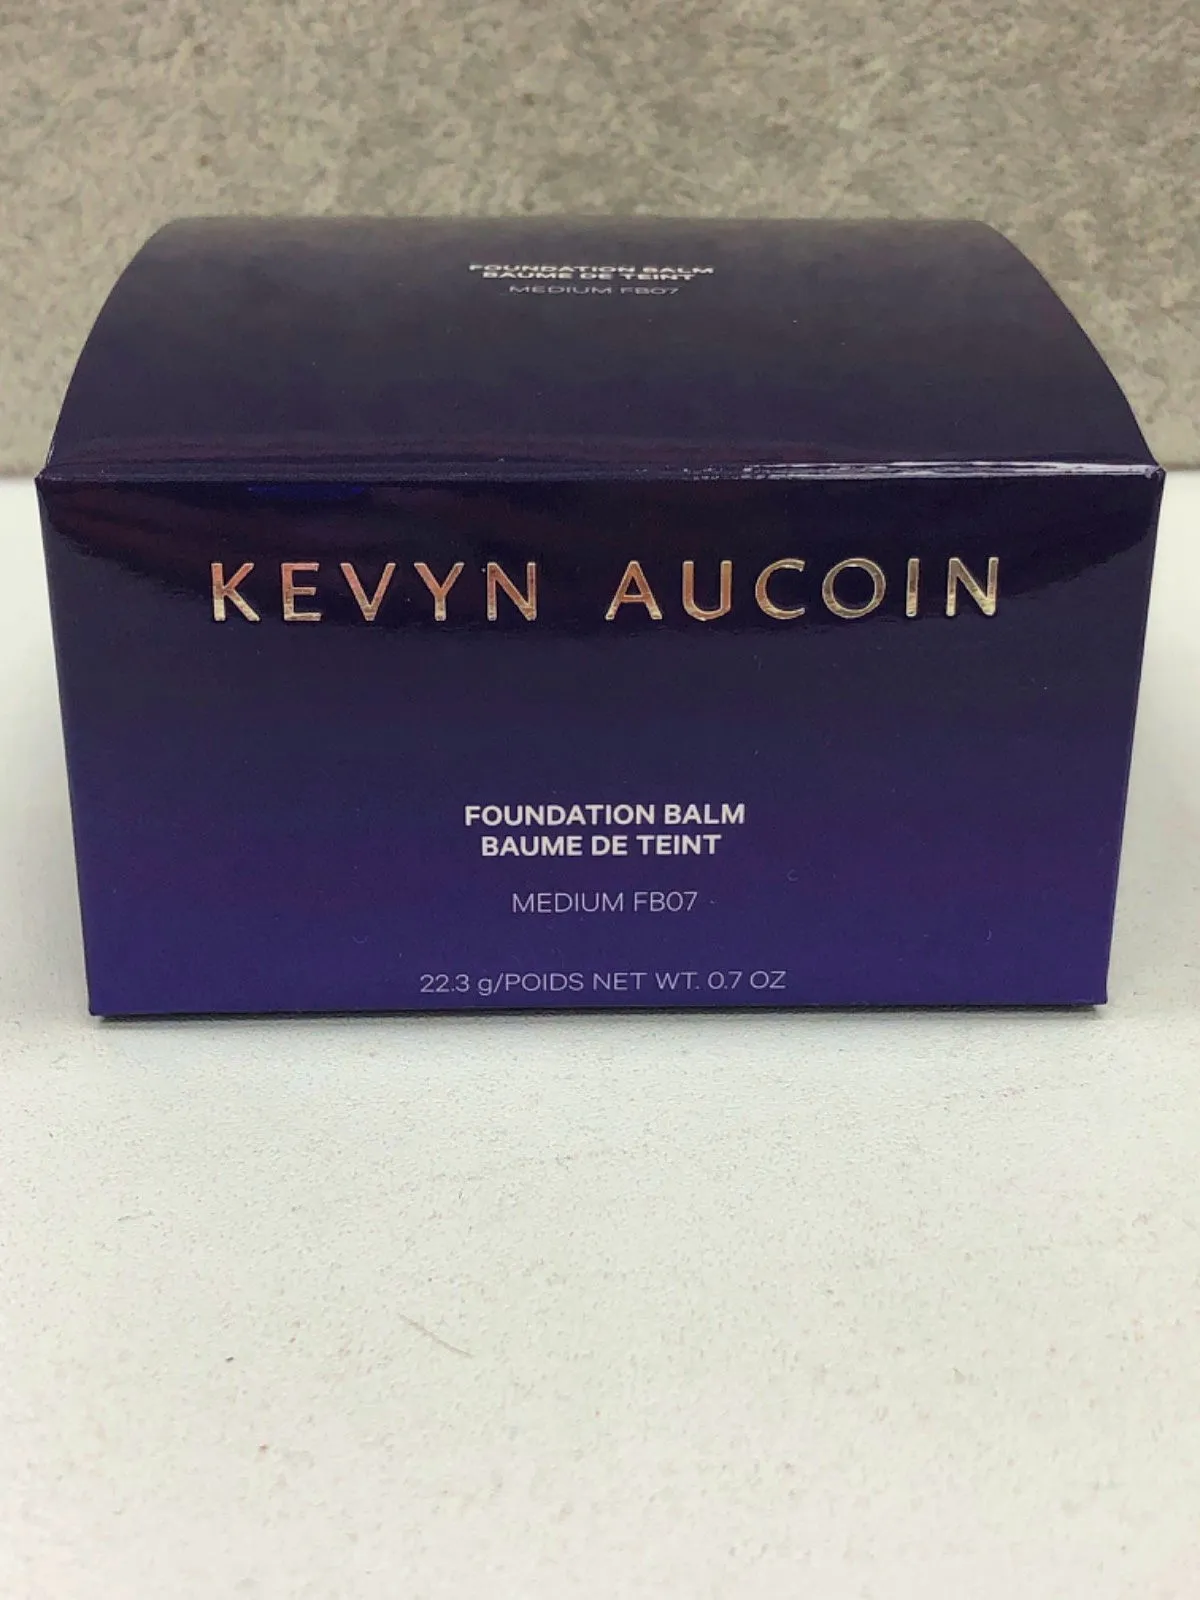 FOUNDATION BALM
BAUME DE TEINT
MEDIUM FB07
KEVYN AUCOIN
FOUNDATION BALM
BAUME DE TEINT
MEDIUM FB07
22.3 g/POIDS NET WT. 0.7 OZ